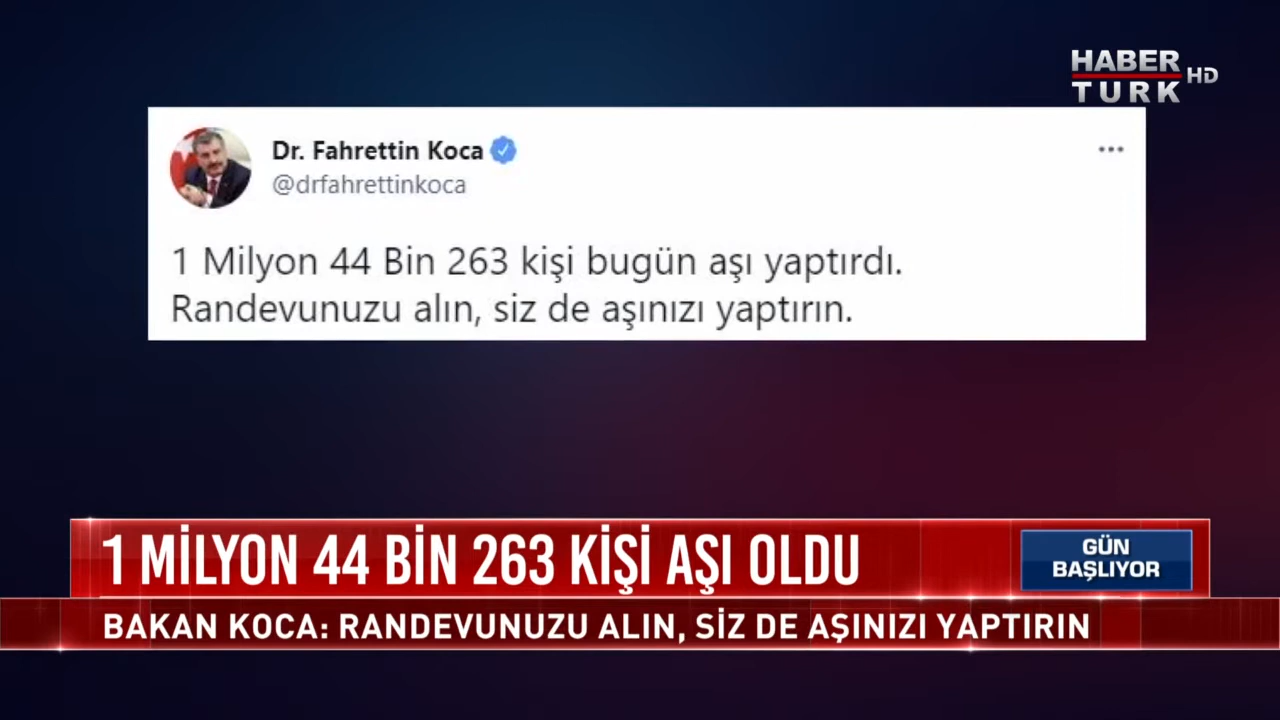 HABER
TURK HD
Dr. Fahrettin Koca
@drfahrettinkoca
1 Milyon 44 Bin 263 kişi bugün aşı yaptırdı.
Randevunuzu alın, siz de aşınızı yaptırın.
1 MİLYON 44 BİN 263 KİŞİ AŞI OLDU
GÜN
BAŞLIYOR
BAKAN KOCA: RANDEVUNUZU ALIN, SİZ DE AŞINIZI YAPTIRIN